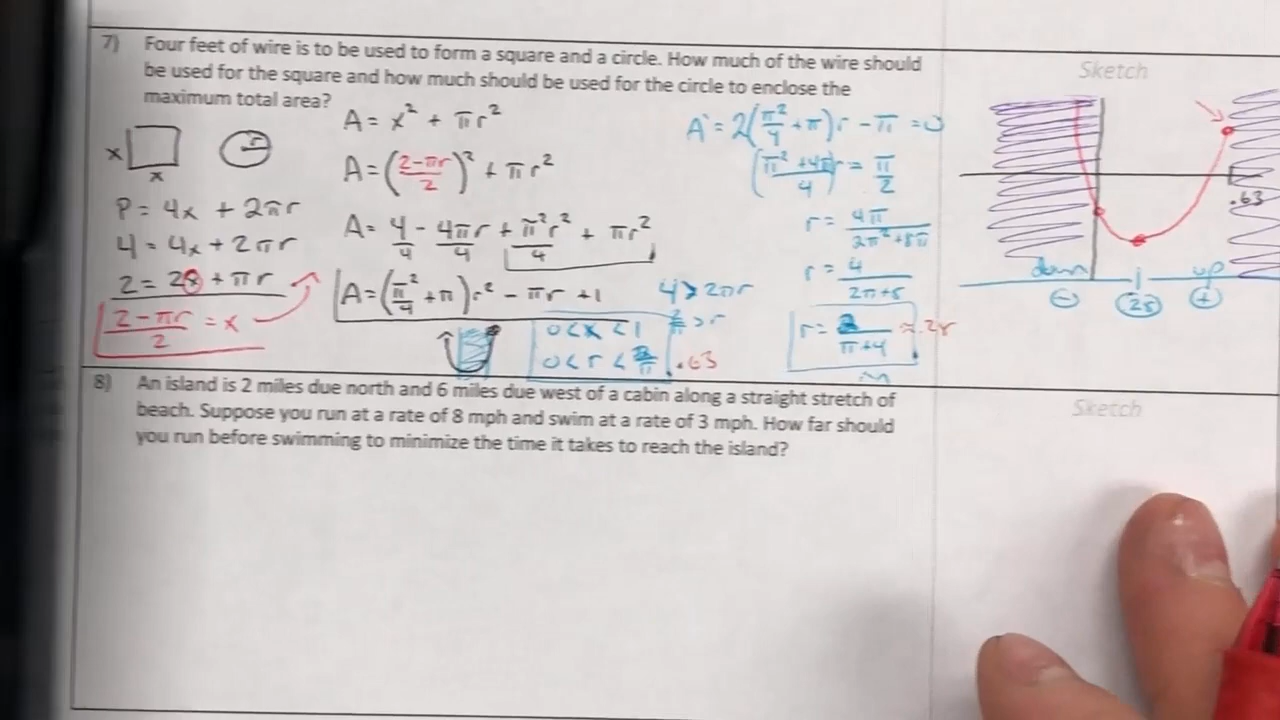 7) Four feet of wire is to be used to form a square and a circle. How much of the wire should
be used for the square and how much should be used for the circle to enclose the
maximum total area?
x
x
r
P = 4x + 2πr
4 = 4x + 2πr
2 = 2x + πr
(2-πr)/2 = x
A = x² + πr²
A = ((2-πr)/2)² + πr²
A = 4/4 - 4πr/4 + π²r²/4 + πr²
A = (π²/4 + π)r² - πr + 1
4 > 2πr
2/π > r
0 < x < 1
0 < r < 2/π
.63
A' = 2(π²/4 + π)r - π = 0
((π² + 4π)/4)r = π/2
r = 4π/(2π²+8π)
r = 4/(2π+8)
r = 2/(π+4) ≈ .28
Sketch
.63
down up
- .28 +
8) An island is 2 miles due north and 6 miles due west of a cabin along a straight stretch of
beach. Suppose you run at a rate of 8 mph and swim at a rate of 3 mph. How far should
you run before swimming to minimize the time it takes to reach the island?
Sketch